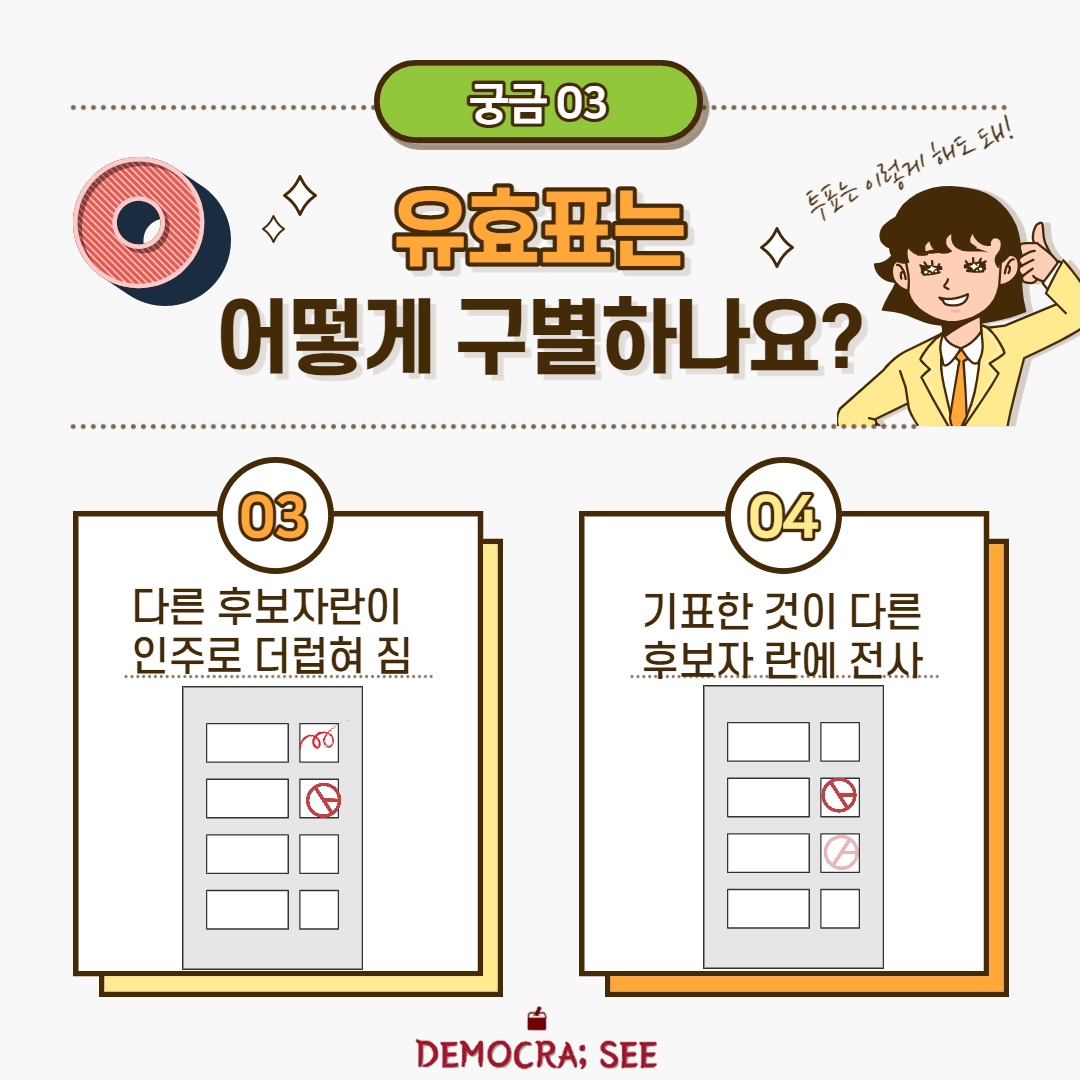 궁금 03
투표는 이렇게 해도 돼!
유효표는
어떻게 구별하나요?
03
다른 후보자란이
인주로 더럽혀 짐
04
기표한 것이 다른
후보자 란에 전사
DEMOCRA; SEE